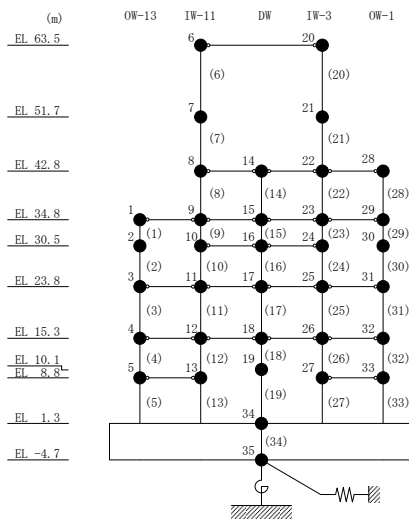 (m) OW-13 IW-11 DW IW-3 OW-1
EL 63.5 6 20
(6) (20)
EL 51.7 7 21
(7) (21)
EL 42.8 8 14 22 28
(8) (14) (22) (28)
EL 34.8 1 9 15 23 29
(1) (9) (15) (23) (29)
EL 30.5 2 10 16 24 30
(2) (10) (16) (24) (30)
EL 23.8 3 11 17 25 31
(3) (11) (17) (25) (31)
EL 15.3 4 12 18 26 32
(4) (12) (18) (26) (32)
EL 10.1 19
EL 8.8 5 13 27 33
(5) (13) (19) (27) (33)
EL 1.3 34
(34)
EL -4.7 35